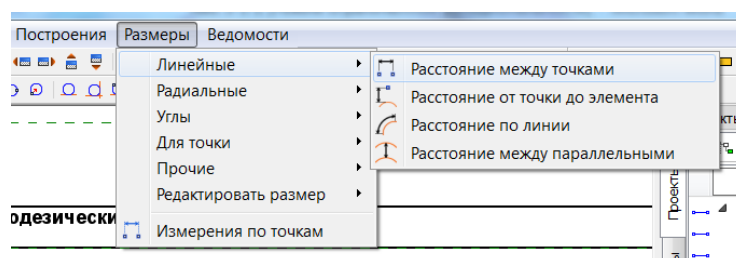 Построения Размеры Ведомости
Линейные
Радиальные
Углы
Для точки
Прочие
Редактировать размер
Измерения по точкам
Расстояние между точками
Расстояние от точки до элемента
Расстояние по линии
Расстояние между параллельными
одезически
Проекты